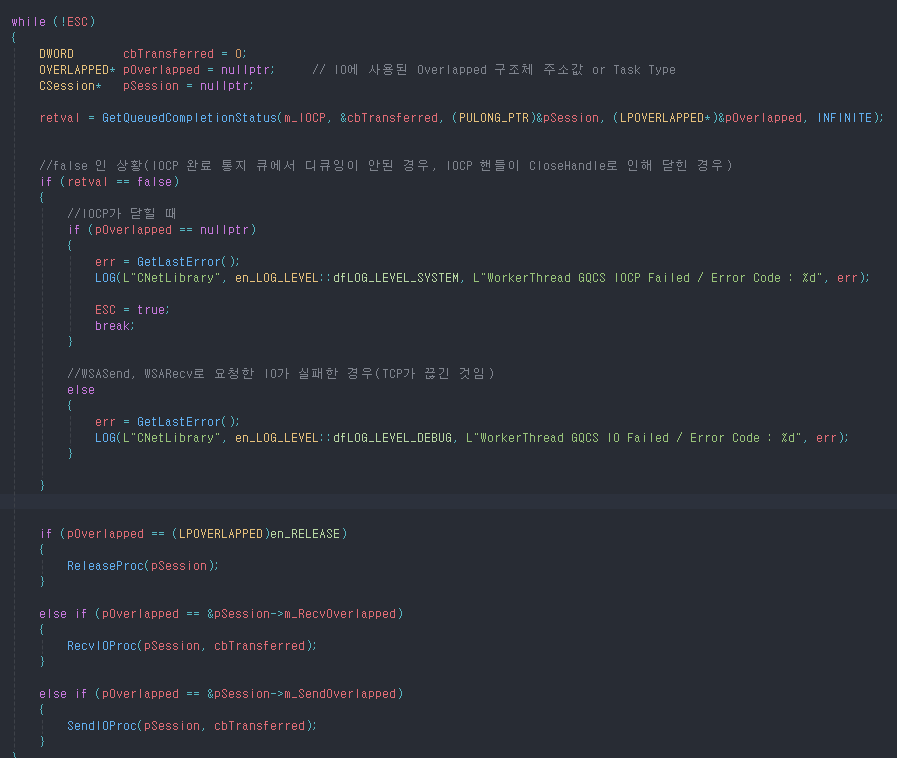 while (!ESC)
{
DWORD cbTransferred = 0;
OVERLAPPED* pOverlapped = nullptr; // IO에 사용된 Overlapped 구조체 주소값 or Task Type
CSession* pSession = nullptr;
retval = GetQueuedCompletionStatus(m_IOCP, &cbTransferred, (PULONG_PTR)&pSession, (LPOVERLAPPED*)&pOverlapped, INFINITE);
//false 인 상황(IOCP 완료 통지 큐에서 디큐잉이 안된 경우, IOCP 핸들이 CloseHandle로 인해 닫힌 경우)
if (retval == false)
{
//IOCP가 닫힐 때
if (pOverlapped == nullptr)
{
err = GetLastError();
LOG(L"CNetLibrary", en_LOG_LEVEL::dfLOG_LEVEL_SYSTEM, L"WorkerThread GQCS IOCP Failed / Error Code : %d", err);
ESC = true;
break;
}
//WSASend, WSARecv로 요청한 IO가 실패한 경우(TCP가 끊긴 것임)
else
{
err = GetLastError();
LOG(L"CNetLibrary", en_LOG_LEVEL::dfLOG_LEVEL_DEBUG, L"WorkerThread GQCS IO Failed / Error Code : %d", err);
}
}
if (pOverlapped == (LPOVERLAPPED)en_RELEASE)
{
ReleaseProc(pSession);
}
else if (pOverlapped == &pSession->m_RecvOverlapped)
{
RecvIOProc(pSession, cbTransferred);
}
else if (pOverlapped == &pSession->m_SendOverlapped)
{
SendIOProc(pSession, cbTransferred);
}
}